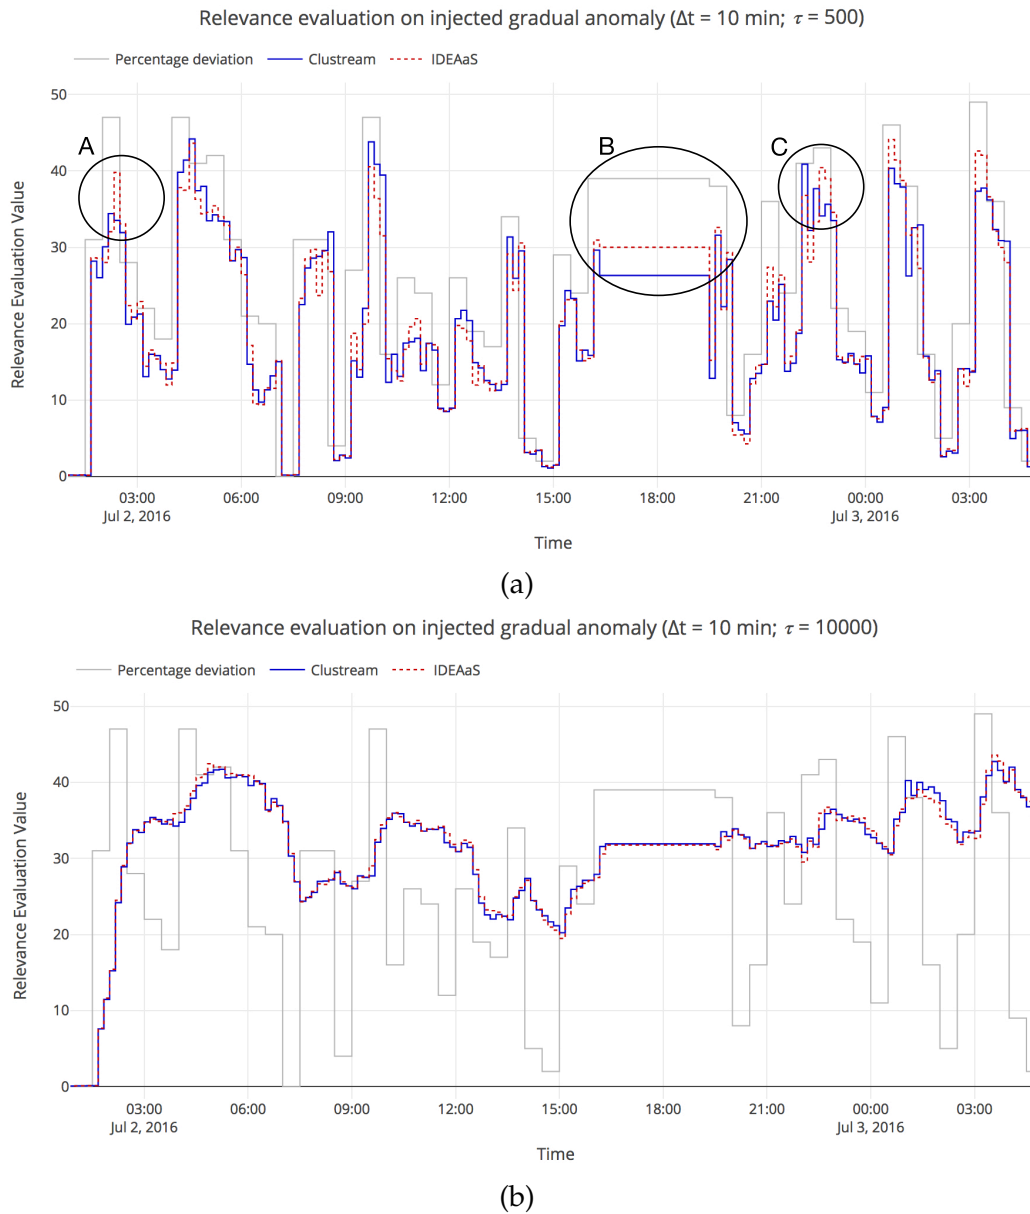 Relevance evaluation on injected gradual anomaly (Δt = 10 min; τ = 500)
Percentage deviation Clustream IDEAaS
50
A B C
40
30
20
10
0
Relevance Evaluation Value
03:00 06:00 09:00 12:00 15:00 18:00 21:00 00:00 03:00
Jul 2, 2016 Jul 3, 2016
Time
(a)
Relevance evaluation on injected gradual anomaly (Δt = 10 min; τ = 10000)
Percentage deviation Clustream IDEAaS
50
40
30
20
10
0
Relevance Evaluation Value
03:00 06:00 09:00 12:00 15:00 18:00 21:00 00:00 03:00
Jul 2, 2016 Jul 3, 2016
Time
(b)